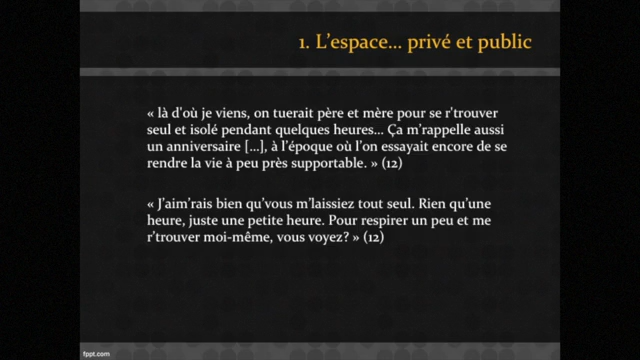 1. L’espace... privé et public
« là d'où je viens, on tuerait père et mère pour se r'trouver
seul et isolé pendant quelques heures... Ça m’rappelle aussi
un anniversaire [...], à l’époque où l’on essayait encore de se
rendre la vie à peu près supportable. » (12)
« J’aim’rais bien qu’vous m’laissiez tout seul. Rien qu’une
heure, juste une petite heure. Pour respirer un peu et me
r’trouver moi-même, vous voyez? » (12)
fppt.com